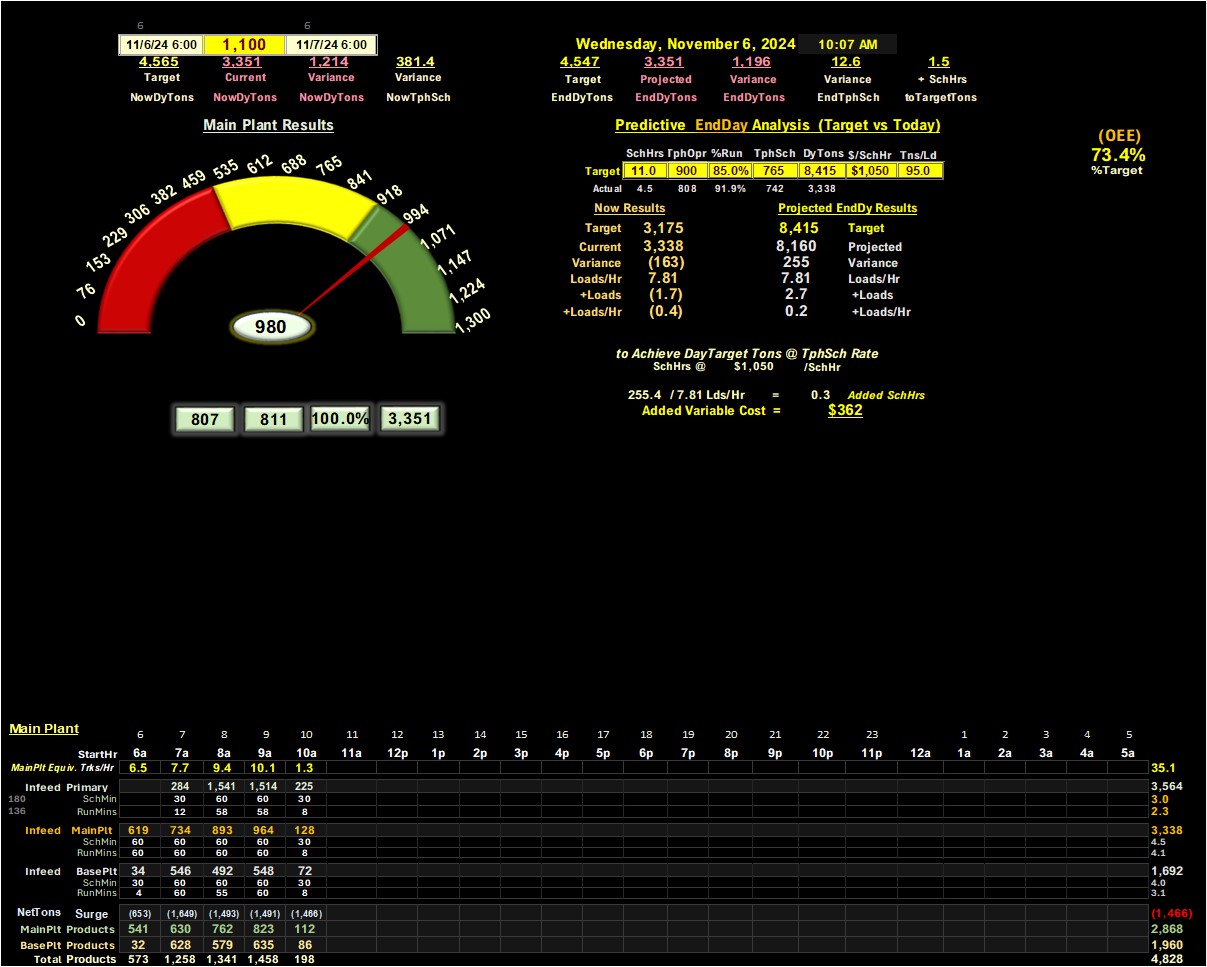 6 6
11/6/24 6:00 1,100 11/7/24 6:00 Wednesday, November 6, 2024 10:07 AM
4,565 3,351 1,214 381.4 4,547 3,351 1,196 12.6 1.5
Target Current Variance Variance Target Projected Variance Variance + SchHrs
NowDyTons NowDyTons NowDyTons NowTphSch EndDyTons EndDyTons EndDyTons EndTphSch toTargetTons
Main Plant Results
0 76 153 229 306 382 459 535 612 688 765 841 918 994 1,071 1,147 1,224 1,300
980
807 811 100.0% 3,351
Predictive EndDay Analysis (Target vs Today)
SchHrs TphOpr %Run TphSch DyTons $/SchHr Tns/Ld
Target 11.0 900 85.0% 765 8,415 $1,050 95.0
Actual 4.5 808 91.9% 742 3,338
Now Results Projected EndDy Results
Target 3,175 8,415 Target
Current 3,338 8,160 Projected
Variance (163) 255 Variance
Loads/Hr 7.81 7.81 Loads/Hr
+Loads (1.7) 2.7 +Loads
+Loads/Hr (0.4) 0.2 +Loads/Hr
to Achieve DayTarget Tons @ TphSch Rate
SchHrs @ $1,050 /SchHr
255.4 / 7.81 Lds/Hr = 0.3 Added SchHrs
Added Variable Cost = $362
(OEE)
73.4%
%Target
Main Plant 6 7 8 9 10 11 12 13 14 15 16 17 18 19 20 21 22 23 1 2 3 4 5
StartHr 6a 7a 8a 9a 10a 11a 12p 1p 2p 3p 4p 5p 6p 7p 8p 9p 10p 11p 12a 1a 2a 3a 4a 5a
MainPlt Equiv. Trks/Hr 6.5 7.7 9.4 10.1 1.3 35.1
Infeed Primary 284 1,541 1,514 225 3,564
180 SchMin 30 60 60 30 3.0
136 RunMins 12 58 58 8 2.3
Infeed MainPlt 619 734 893 964 128 3,338
SchMin 60 60 60 60 30 4.5
RunMins 60 60 60 60 8 4.1
Infeed BasePlt 34 546 492 548 72 1,692
SchMin 30 60 60 60 30 4.0
RunMins 4 60 55 60 8 3.1
NetTons Surge (653) (1,649) (1,493) (1,491) (1,466) (1,466)
MainPlt Products 541 630 762 823 112 2,868
BasePlt Products 32 628 579 635 86 1,960
Total Products 573 1,258 1,341 1,458 198 4,828